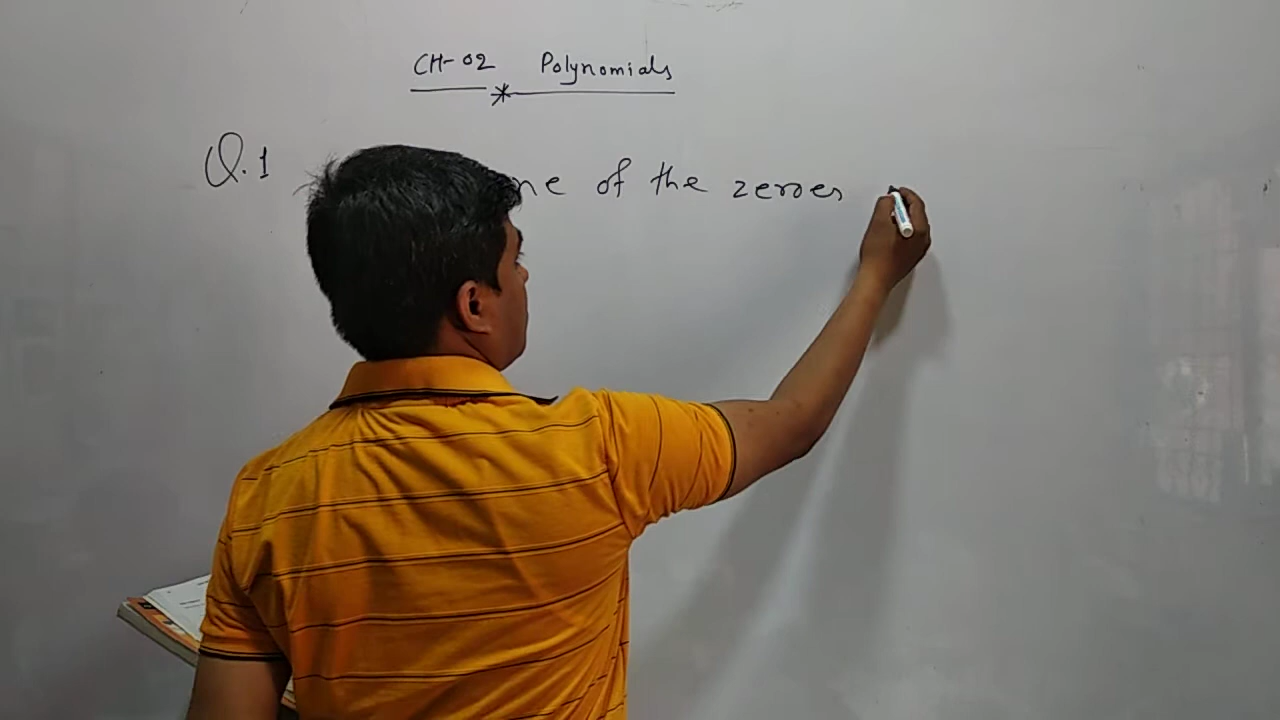 CH-02 Polynomials
Q.1 ne of the zeroes